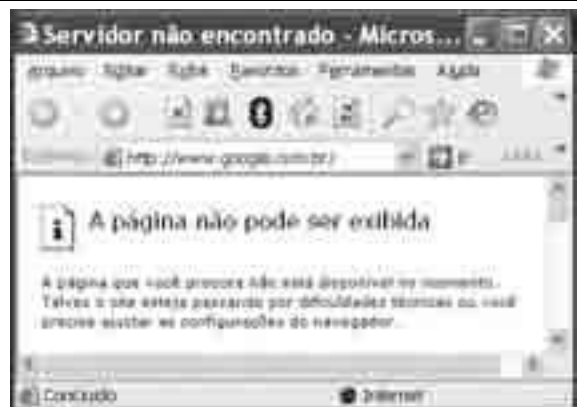 Servidor não encontrado - Micros...
Arquivo Editar Exibir Favoritos Ferramentas Ajuda
http://www.google.com.br/
A página não pode ser exibida
A página que você procura não está disponível no momento.
Talvez o site esteja passando por dificuldades técnicas ou você
precise ajustar as configurações do navegador.
Concluído
Internet